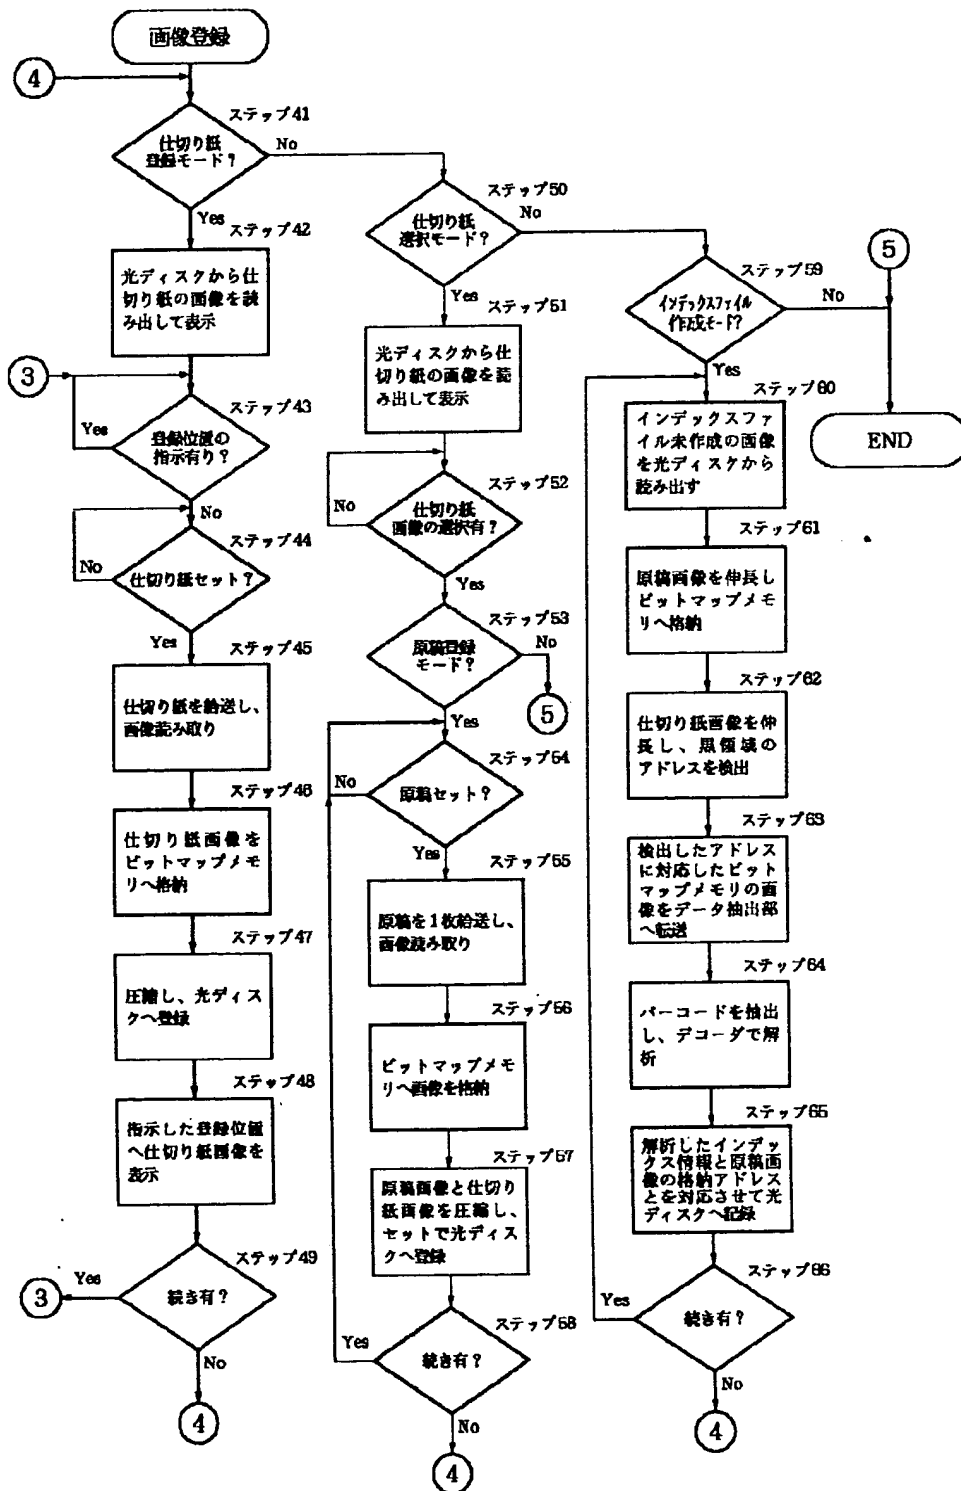 画像登録
4
ステップ41
仕切り紙
登録モード?
No
Yes
ステップ42
光ディスクから仕
切り紙の画像を読
み出して表示
3
ステップ43
Yes
登録位置の
指示有り?
No
ステップ44
No
仕切り紙セット?
Yes
ステップ45
仕切り紙を給送し、
画像読み取り
ステップ46
仕切り紙画像を
ビットマップメモ
リへ格納
ステップ47
圧縮し、光ディス
クへ登録
ステップ48
指示した登録位置
へ仕切り紙画像を
表示
ステップ49
Yes
3
続き有?
No
4
ステップ50
仕切り紙
選択モード?
No
Yes
ステップ51
光ディスクから仕
切り紙の画像を読
み出して表示
ステップ52
No
仕切り紙
画像の選択有?
Yes
ステップ53
原稿登録
モード?
No
5
Yes
ステップ54
No
原稿セット?
Yes
ステップ55
原稿を1枚給送し、
画像読み取り
ステップ56
ビットマップメモ
リへ画像を格納
ステップ57
原稿画像と仕切り
紙画像を圧縮し、
セットで光ディス
クへ登録
ステップ58
Yes
続き有?
No
4
ステップ59
インデックスファイル
作成モード?
No
5
END
Yes
ステップ60
インデックスファ
イル未作成の画像
を光ディスクから
読み出す
ステップ61
原稿画像を伸長し
ビットマップメモ
リへ格納
ステップ62
仕切り紙画像を伸
長し、黒領域の
アドレスを検出
ステップ63
検出したアドレス
に対応したビット
マップメモリの画
像をデータ抽出部
へ転送
ステップ64
バーコードを抽出
し、デコーダで解
析
ステップ65
解析したインデッ
クス情報と原稿画
像の格納アドレス
とを対応させて光
ディスクへ記録
ステップ66
Yes
続き有?
No
4